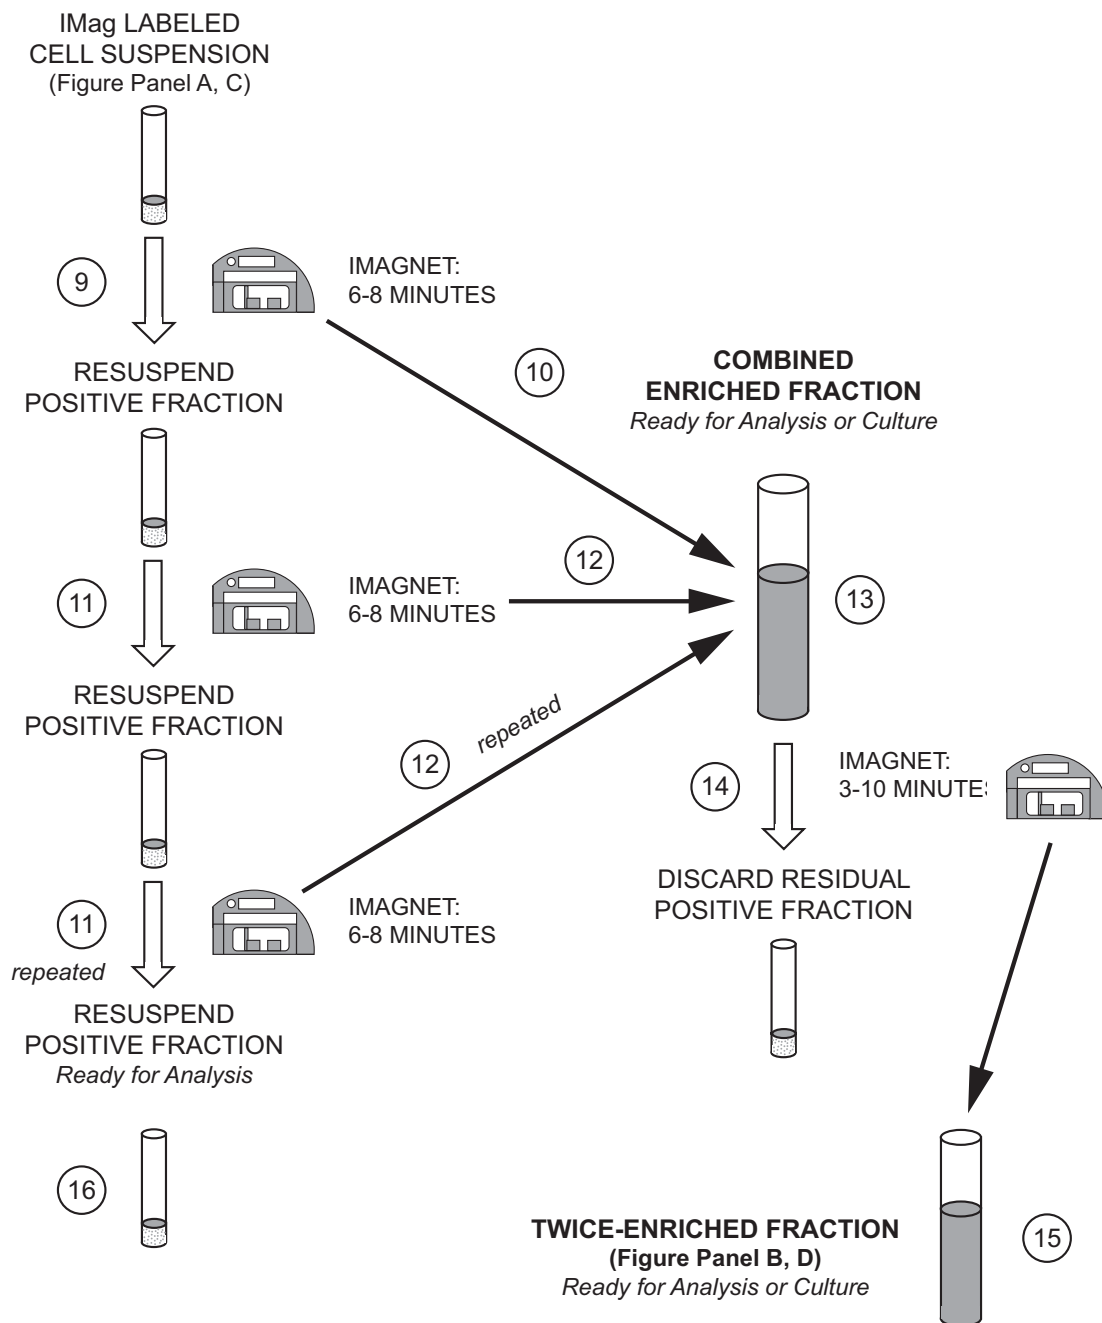 IMag LABELED
CELL SUSPENSION
(Figure Panel A, C)
9
IMAGNET:
6-8 MINUTES
RESUSPEND
POSITIVE FRACTION
10
COMBINED
ENRICHED FRACTION
Ready for Analysis or Culture
11
IMAGNET:
6-8 MINUTES
12
13
RESUSPEND
POSITIVE FRACTION
12
repeated
14
IMAGNET:
3-10 MINUTES
11
repeated
IMAGNET:
6-8 MINUTES
DISCARD RESIDUAL
POSITIVE FRACTION
RESUSPEND
POSITIVE FRACTION
Ready for Analysis
16
TWICE-ENRICHED FRACTION
(Figure Panel B, D)
Ready for Analysis or Culture
15